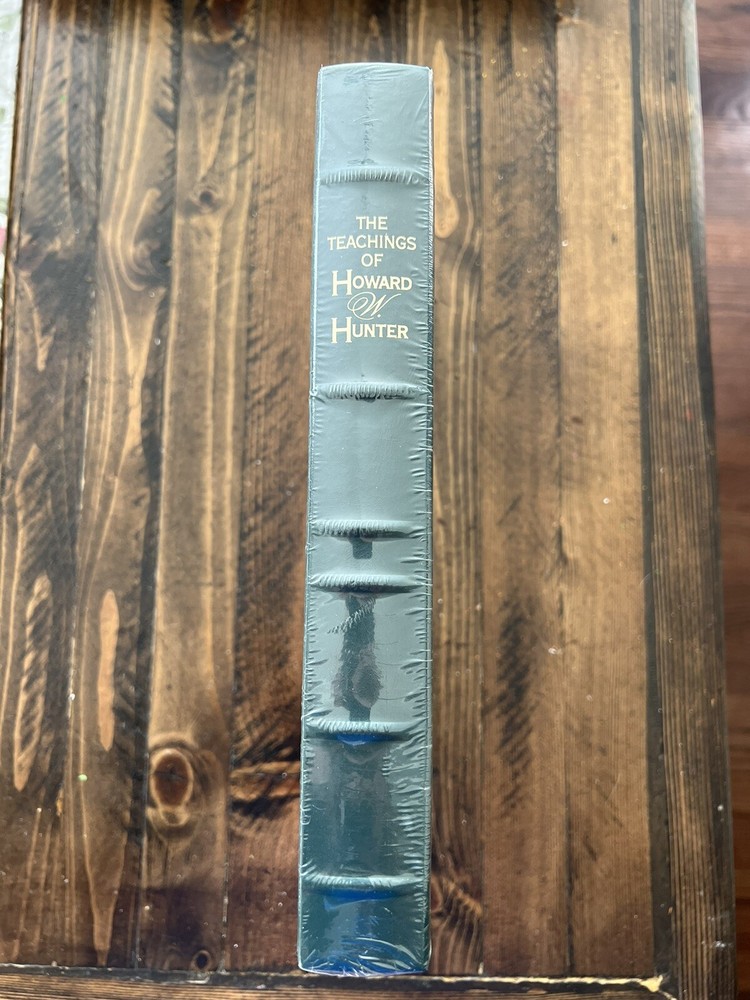 THE
TEACHINGS
OF
HOWARD
W.
HUNTER